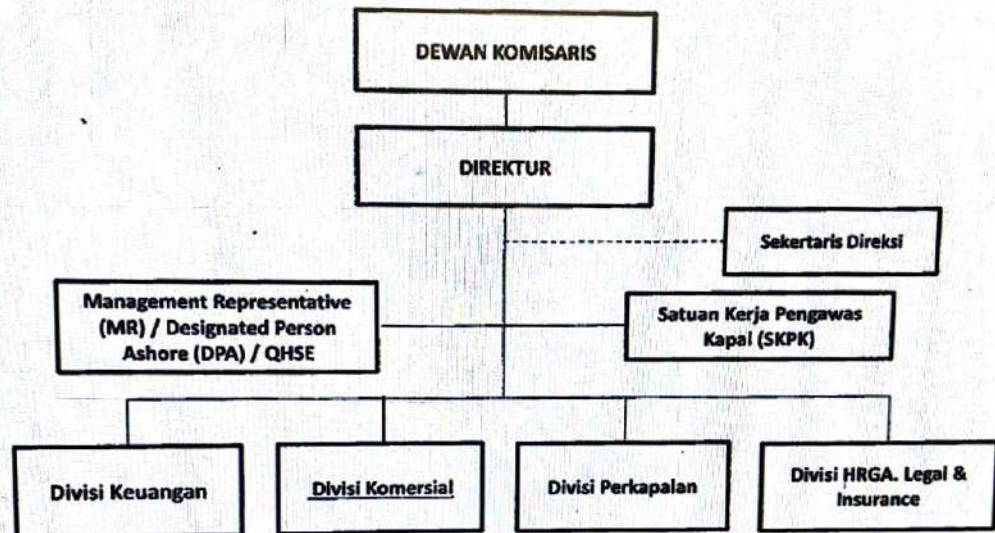 DEWAN KOMISARIS
DIREKTUR
Sekertaris Direksi
Management Representative
(MR) / Designated Person
Ashore (DPA) / QHSE
Satuan Kerja Pengawas
Kapal (SKPK)
Divisi Keuangan
Divisi Komersial
Divisi Perkapalan
Divisi HRGA. Legal &
Insurance